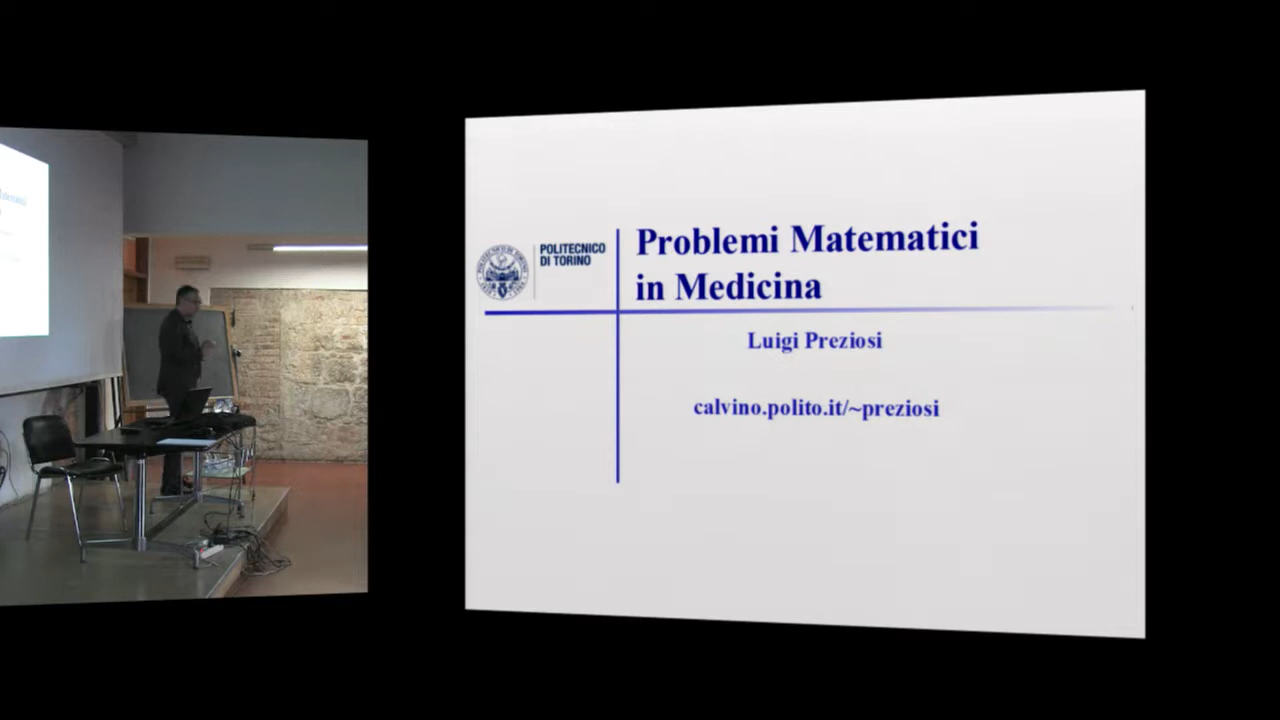 POLITECNICO
DI TORINO
Problemi Matematici
in Medicina
Luigi Preziosi
calvino.polito.it/~preziosi